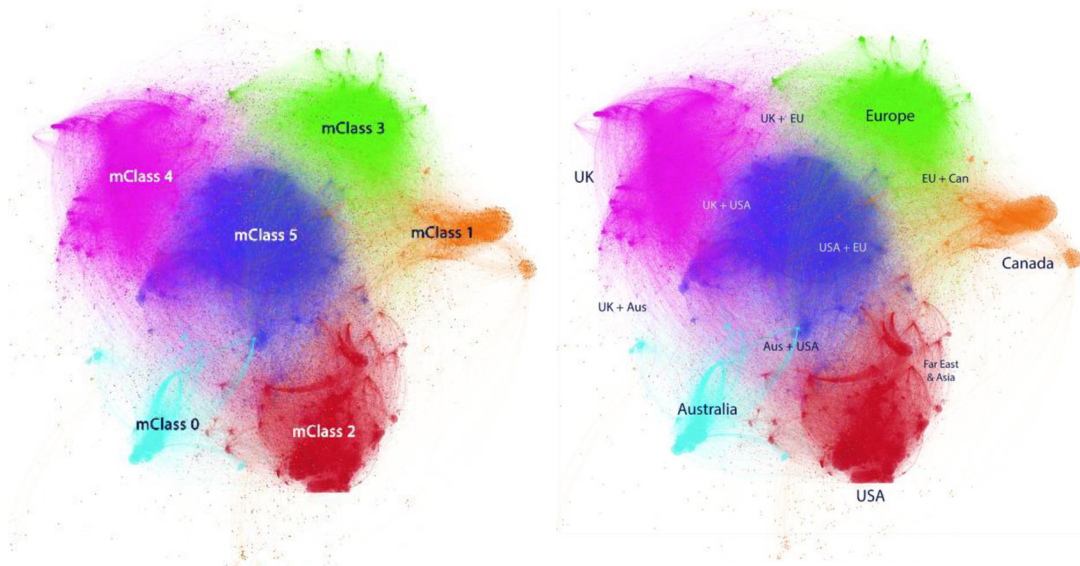 mClass 3
mClass 4
mClass 5
mClass 1
mClass 0
mClass 2
Europe
UK + EU
UK
EU + Can
UK + USA
USA + EU
Canada
UK + Aus
Aus + USA
Far East
& Asia
Australia
USA